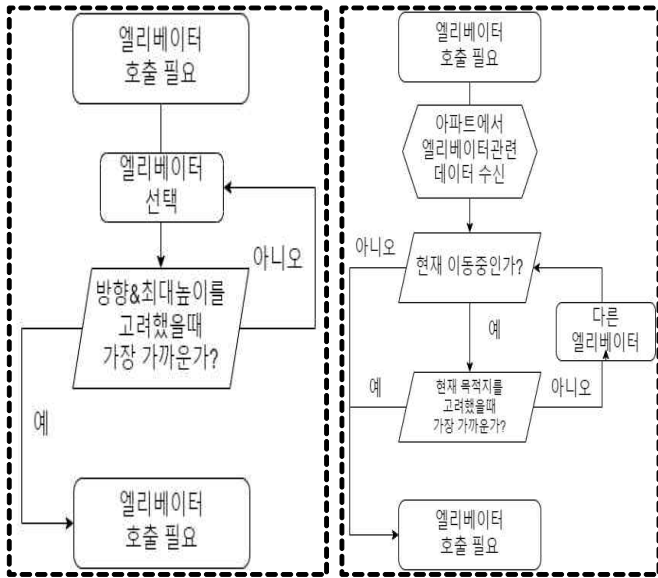 엘리베이터
호출 필요
엘리베이터
선택
아니오
방향&최대높이를
고려했을때
가장 가까운가?
예
엘리베이터
호출 필요
엘리베이터
호출 필요
아파트에서
엘리베이터관련
데이터 수신
아니오
현재 이동중인가?
예
다른
엘리베이터
예
현재 목적지를
고려했을때
가장 가까운가?
아니오
엘리베이터
호출 필요